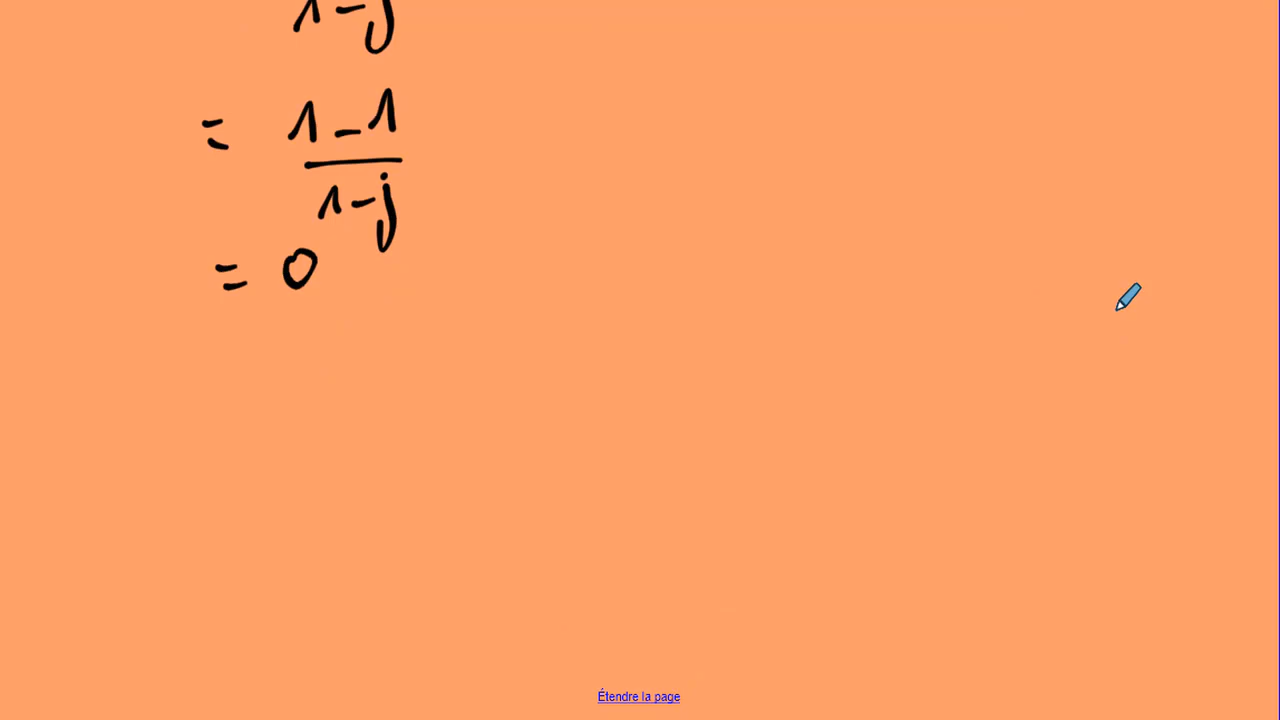 1-j
= 1-1
1-j
= 0
Étendre la page